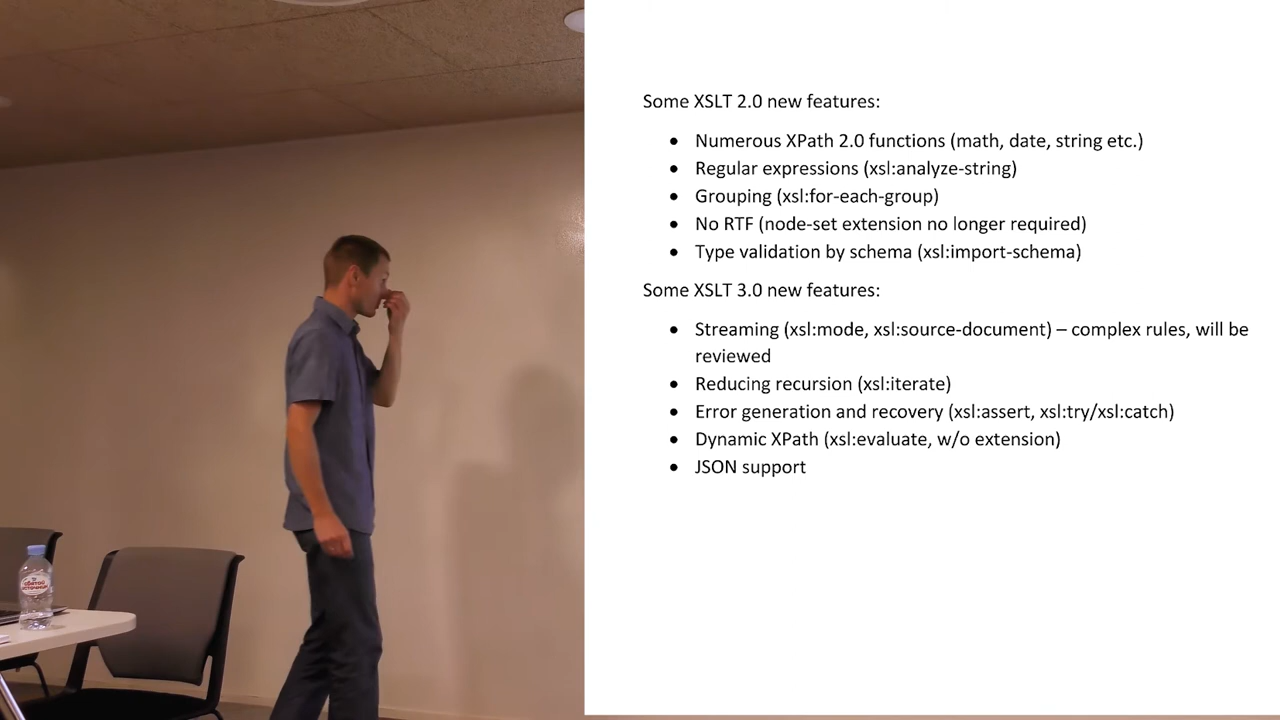 Some XSLT 2.0 new features:
• Numerous XPath 2.0 functions (math, date, string etc.)
• Regular expressions (xsl:analyze-string)
• Grouping (xsl:for-each-group)
• No RTF (node-set extension no longer required)
• Type validation by schema (xsl:import-schema)
Some XSLT 3.0 new features:
• Streaming (xsl:mode, xsl:source-document) – complex rules, will be
reviewed
• Reducing recursion (xsl:iterate)
• Error generation and recovery (xsl:assert, xsl:try/xsl:catch)
• Dynamic XPath (xsl:evaluate, w/o extension)
• JSON support
СВЯТОЙ
ИСТОЧНИК